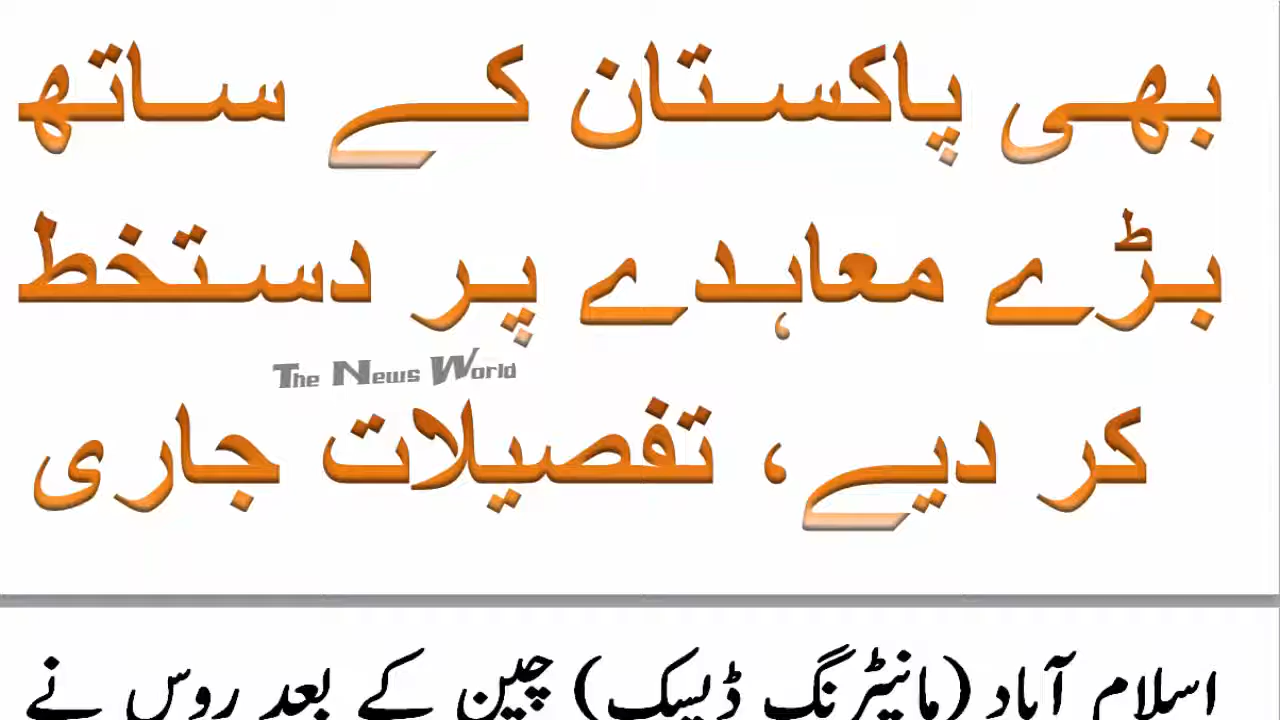 بھی پاکستان کے ساتھ
بڑے معاہدے پر دستخط
The News World
کر دیے، تفصیلات جاری
اسلام آباد (مانیٹرنگ ڈیسک) چین کے بعد روس نے